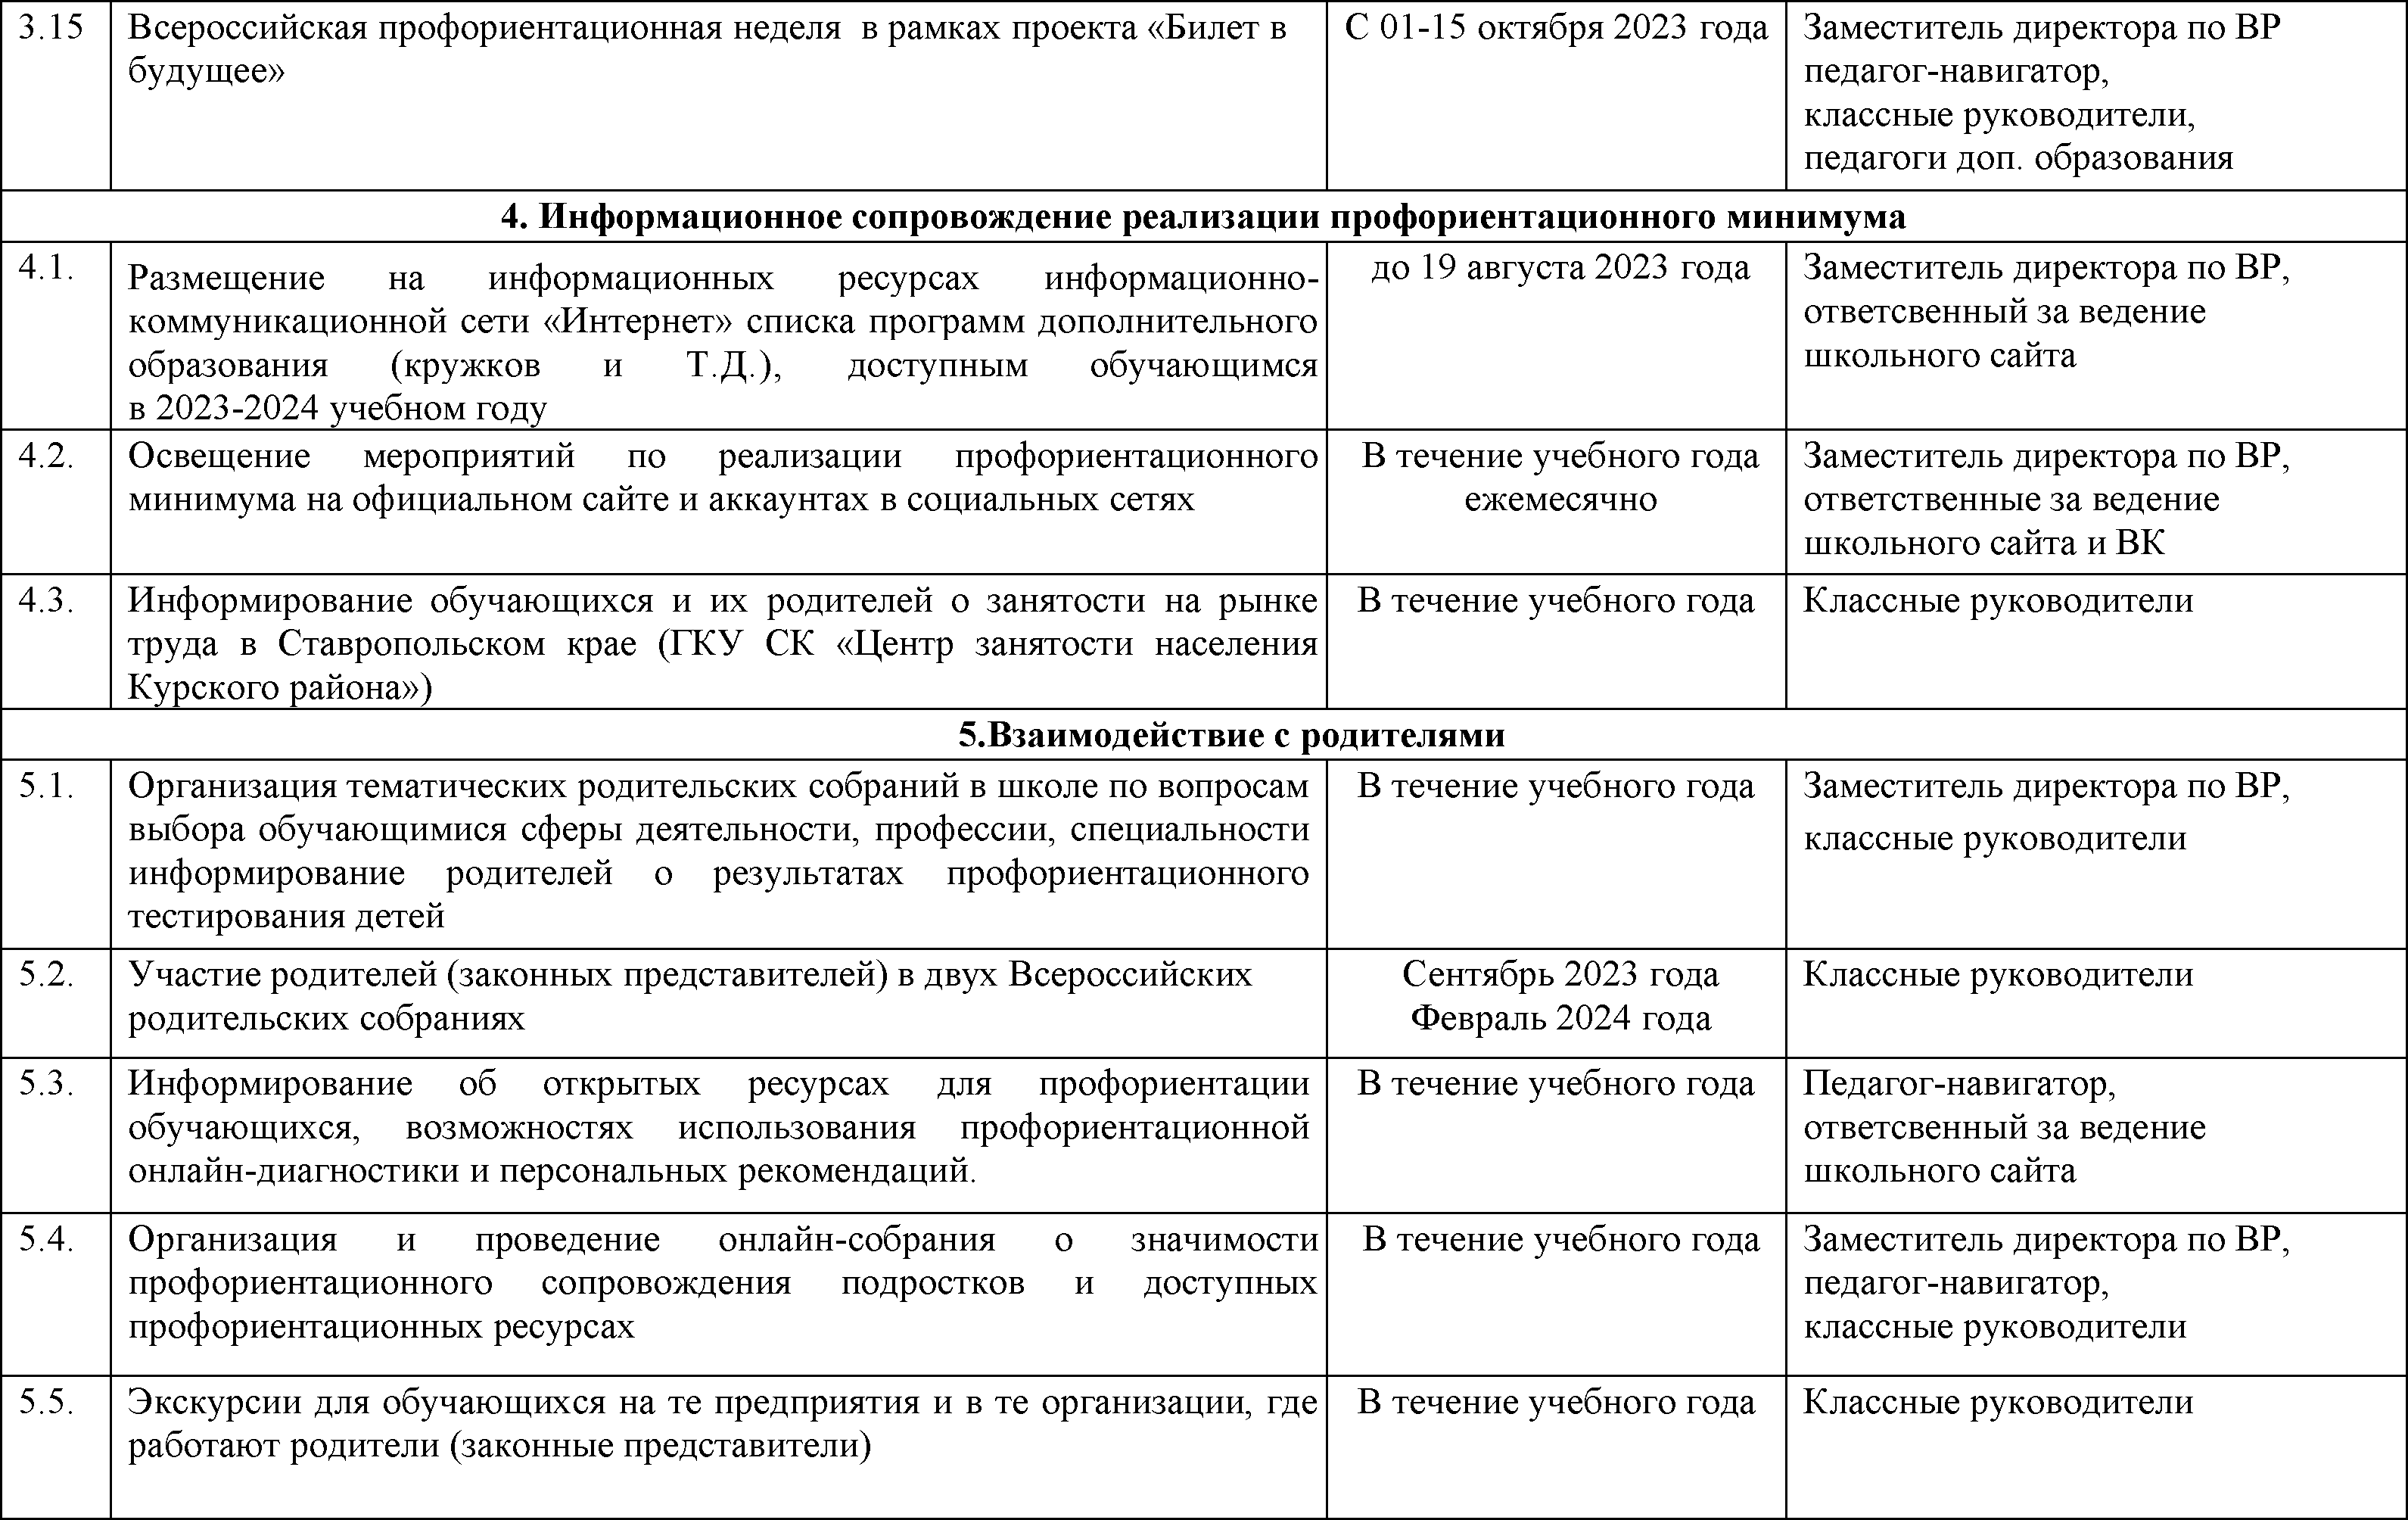 3.15
Всероссийская профориентационная неделя  в рамках проекта «Билет в
будущее»
С 01-15 октября 2023 года
Заместитель директора по ВР
педагог-навигатор,
классные руководители,
педагоги доп. образования
4. Информационное сопровождение реализации профориентационного минимума
4.1.
Размещение на информационных ресурсах информационно-
коммуникационной сети «Интернет» списка программ дополнительного
образования (кружков и Т.Д.), доступным обучающимся
в 2023-2024 учебном году
до 19 августа 2023 года
Заместитель директора по ВР,
ответсвенный за ведение
школьного сайта
4.2.
Освещение мероприятий по реализации профориентационного
минимума на официальном сайте и аккаунтах в социальных сетях
В течение учебного года
ежемесячно
Заместитель директора по ВР,
ответственные за ведение
школьного сайта и ВК
4.3.
Информирование обучающихся и их родителей о занятости на рынке
труда в Ставропольском крае (ГКУ СК «Центр занятости населения
Курского района»)
В течение учебного года
Классные руководители
5.Взаимодействие с родителями
5.1.
Организация тематических родительских собраний в школе по вопросам
выбора обучающимися сферы деятельности, профессии, специальности
информирование родителей о результатах профориентационного
тестирования детей
В течение учебного года
Заместитель директора по ВР,
классные руководители
5.2.
Участие родителей (законных представителей) в двух Всероссийских
родительских собраниях
Сентябрь 2023 года
Февраль 2024 года
Классные руководители
5.3.
Информирование об открытых ресурсах для профориентации
обучающихся, возможностях использования профориентационной
онлайн-диагностики и персональных рекомендаций.
В течение учебного года
Педагог-навигатор,
ответсвенный за ведение
школьного сайта
5.4.
Организация и проведение онлайн-собрания о значимости
профориентационного сопровождения подростков и доступных
профориентационных ресурсах
В течение учебного года
Заместитель директора по ВР,
педагог-навигатор,
классные руководители
5.5.
Экскурсии для обучающихся на те предприятия и в те организации, где
работают родители (законные представители)
В течение учебного года
Классные руководители